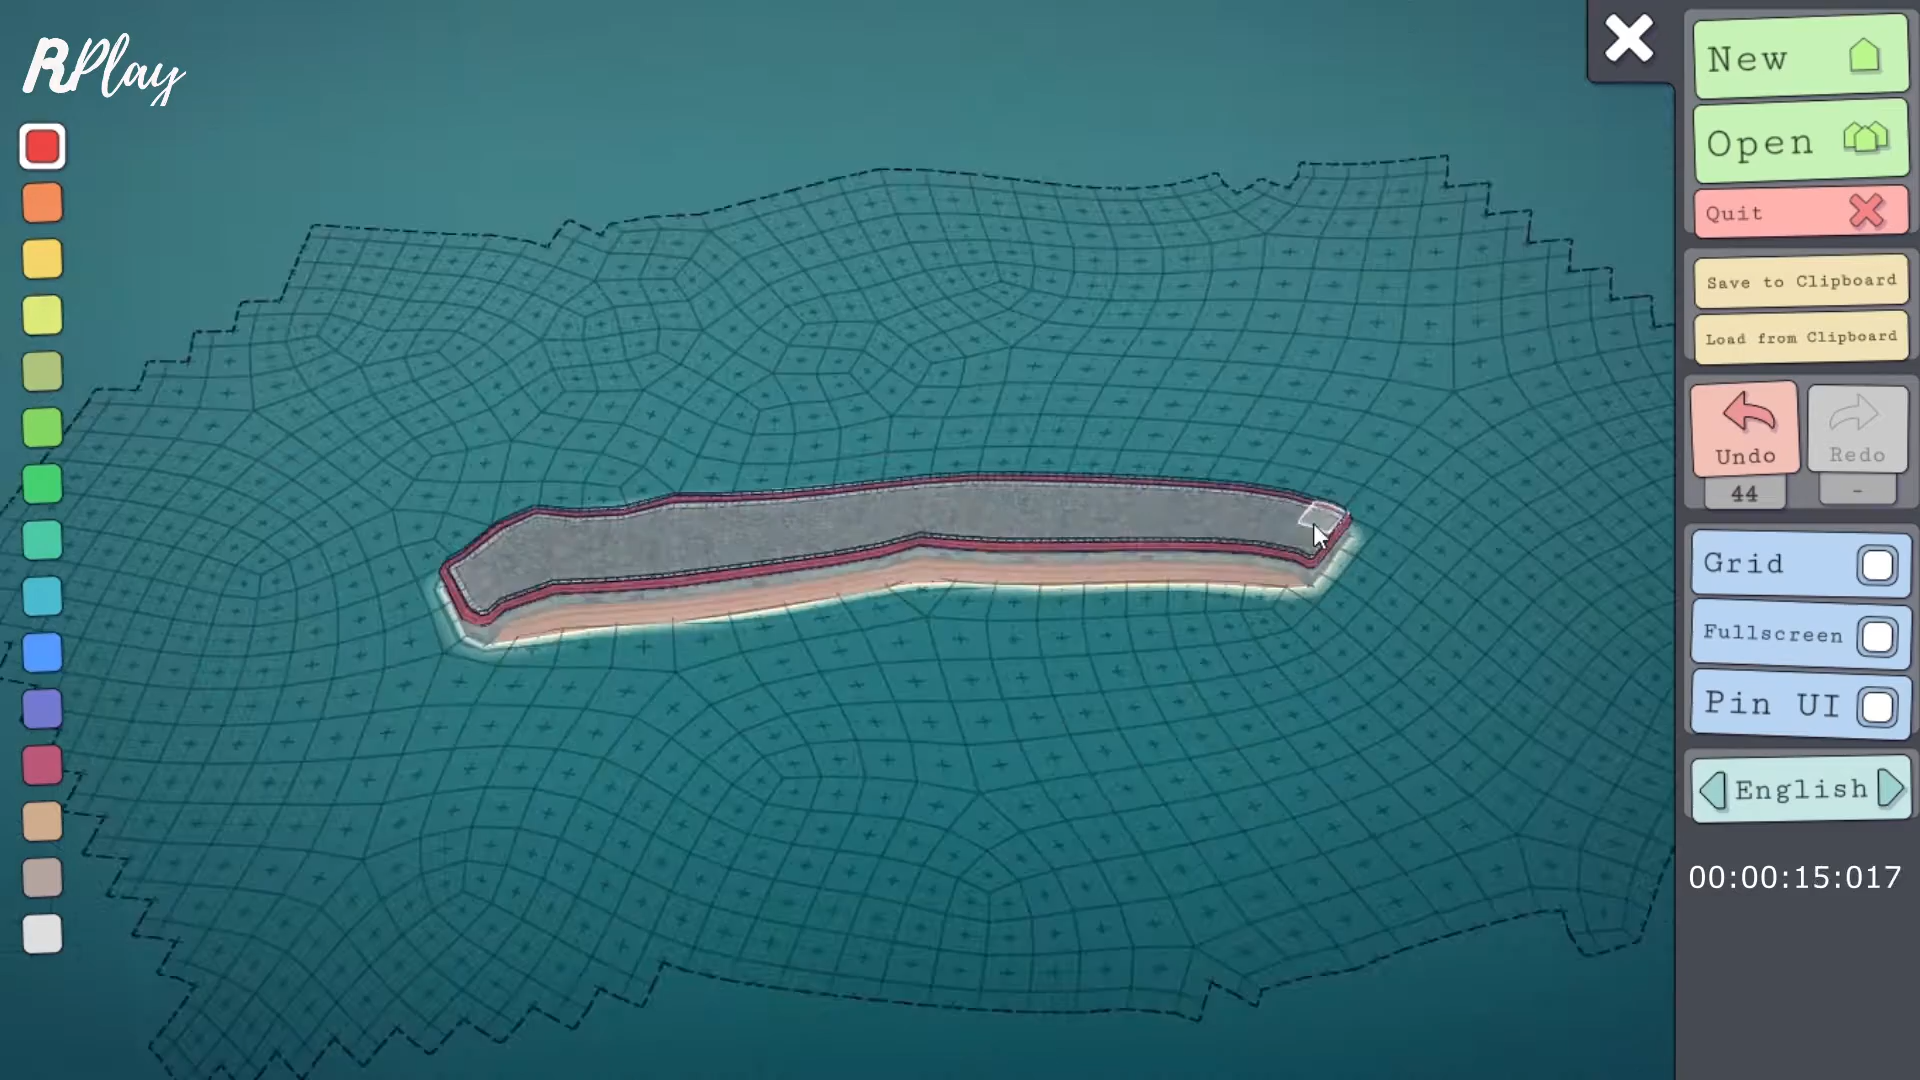 RPlay
New
Open
Quit
Save to Clipboard
Load from Clipboard
Undo
Redo
44
-
Grid
Fullscreen
Pin UI
English
00:00:15:017